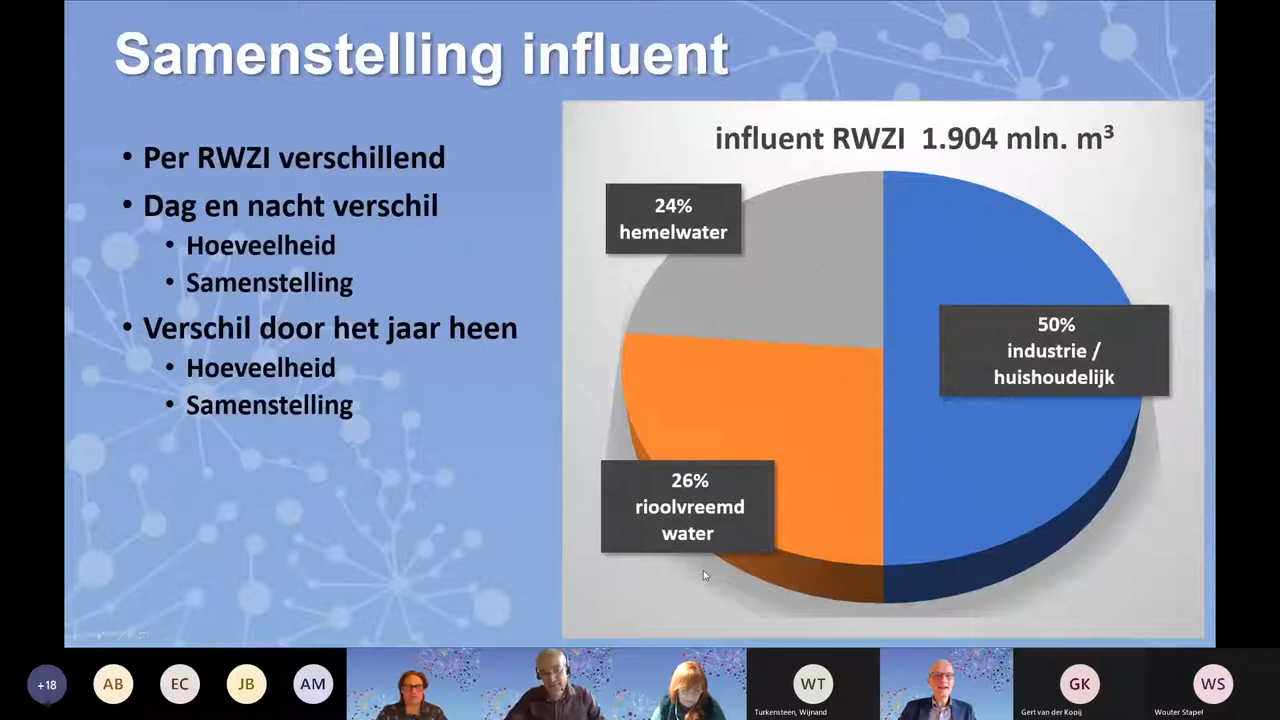 Samenstelling influent
• Per RWZI verschillend
• Dag en nacht verschil
• Hoeveelheid
• Samenstelling
• Verschil door het jaar heen
• Hoeveelheid
• Samenstelling
influent RWZI 1.904 mln. m³
24%
hemelwater
50%
industrie /
huishoudelijk
26%
rioolvreemd
water
+18
AB
EC
JB
AM
WT
Turkensteen, Wijnand
GK
Gert van der Kooij
WS
Wouter Stapel